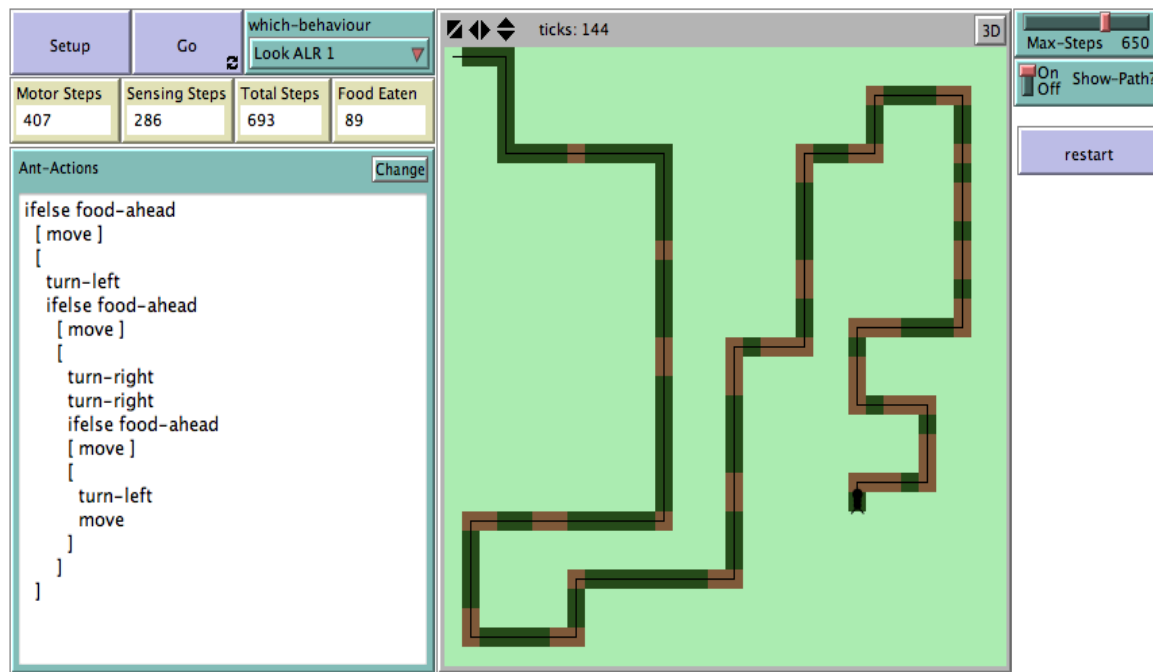 Setup
Go
which-behaviour
Look ALR 1
Motor Steps
407
Sensing Steps
286
Total Steps
693
Food Eaten
89
Ant-Actions
Change
ifelse food-ahead
[ move ]
[
turn-left
ifelse food-ahead
[ move ]
[
turn-right
turn-right
ifelse food-ahead
[ move ]
[
turn-left
move
]
]
]
ticks: 144
3D
Max-Steps 650
On
Off
Show-Path?
restart